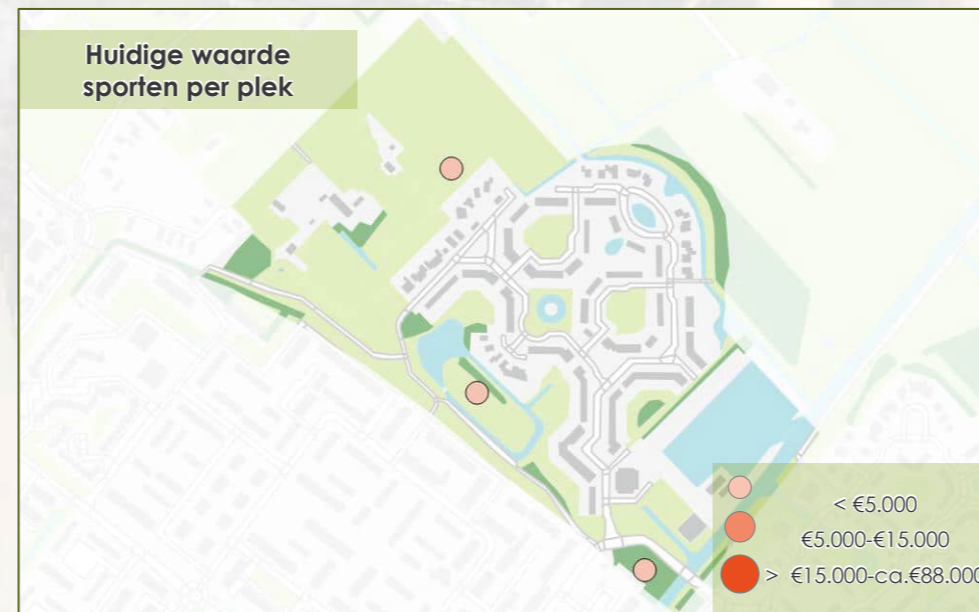 Huidige waarde
sporten per plek
< €5.000
€5.000-€15.000
> €15.000-ca.€88.000